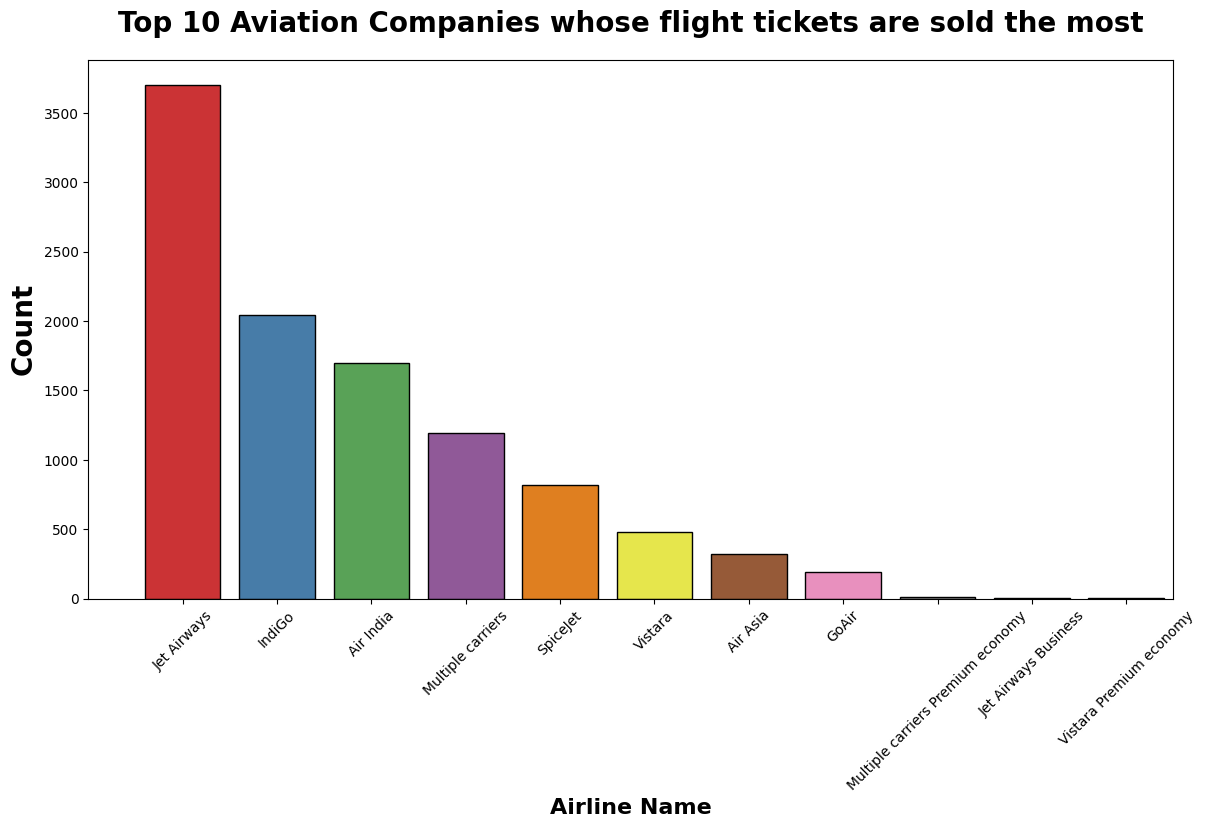 Top 10 Aviation Companies whose flight tickets are sold the most
Count
3500
3000
2500
2000
1500
1000
500
0
Jet Airways
IndiGo
Air India
Multiple carriers
SpiceJet
Vistara
Air Asia
GoAir
Multiple carriers Premium economy
Jet Airways Business
Vistara Premium economy
Airline Name